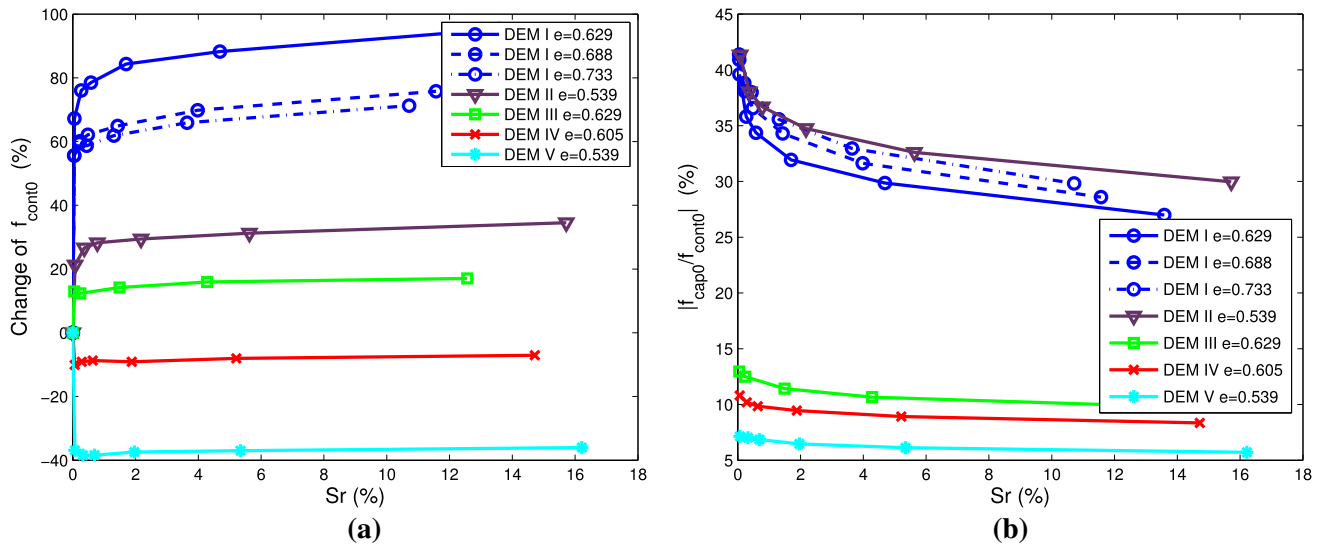 100
80
60
40
20
0
−20
−40
Change of f_cont0 (%)
0 2 4 6 8 10 12 14 16 18
Sr (%)
DEM I e=0.629
DEM I e=0.688
DEM I e=0.733
DEM II e=0.539
DEM III e=0.629
DEM IV e=0.605
DEM V e=0.539
(a)
45
40
35
30
25
20
15
10
5
|f_cap0/f_cont0| (%)
0 2 4 6 8 10 12 14 16 18
Sr (%)
DEM I e=0.629
DEM I e=0.688
DEM I e=0.733
DEM II e=0.539
DEM III e=0.629
DEM IV e=0.605
DEM V e=0.539
(b)